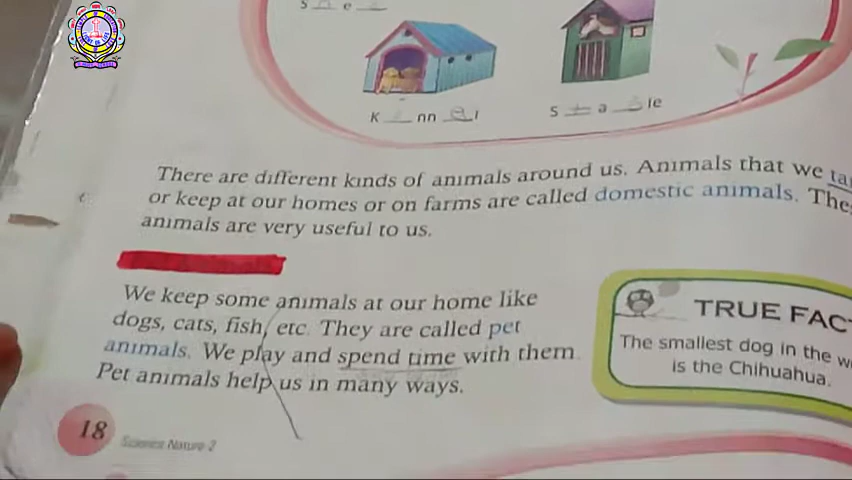 S _ e _
K _ nn e l
S t a _ le
There are different kinds of animals around us. Animals that we
or keep at our homes or on farms are called domestic animals.
animals are very useful to us.
We keep some animals at our home like
dogs, cats, fish, etc. They are called pet
animals. We play and spend time with them.
Pet animals help us in many ways.
TRUE
The smallest dog in the
is the Chihuahua.
18
Science Nature-2